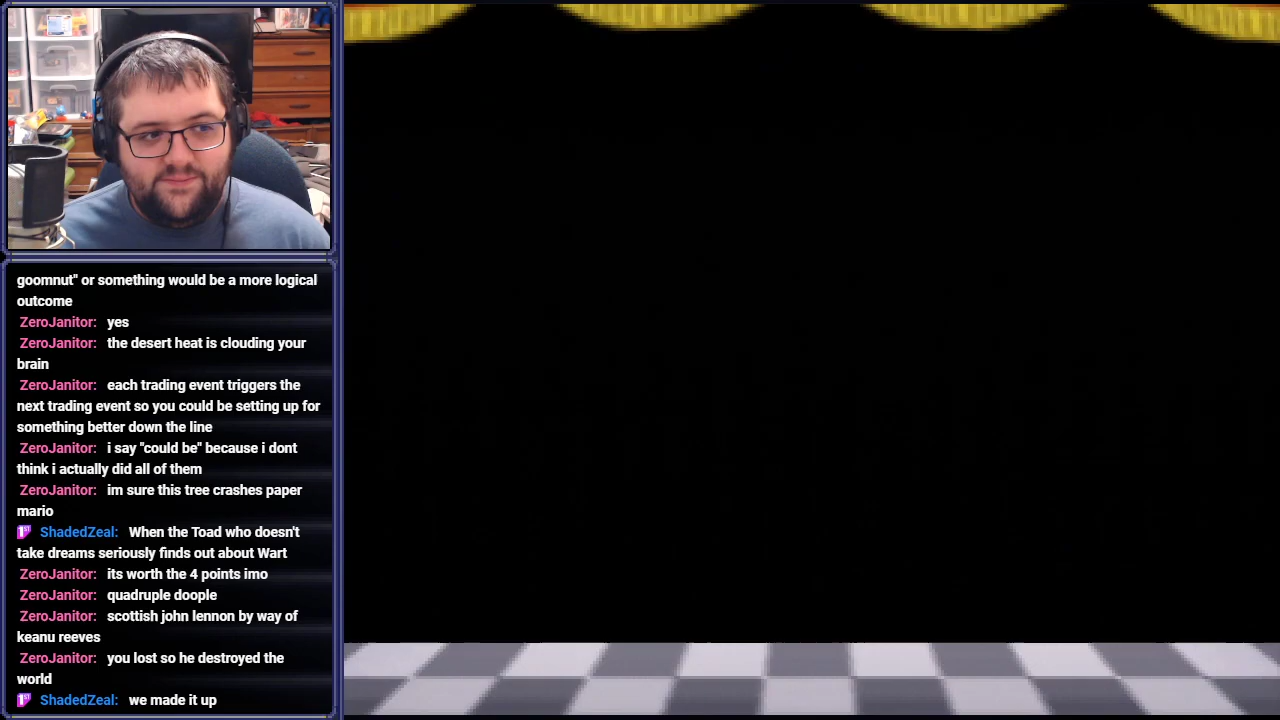 goomnut" or something would be a more logical
outcome
ZeroJanitor: yes
ZeroJanitor: the desert heat is clouding your
brain
ZeroJanitor: each trading event triggers the
next trading event so you could be setting up for
something better down the line
ZeroJanitor: i say "could be" because i dont
think i actually did all of them
ZeroJanitor: im sure this tree crashes paper
mario
1ST ShadedZeal: When the Toad who doesn't
take dreams seriously finds out about Wart
ZeroJanitor: its worth the 4 points imo
ZeroJanitor: quadruple doople
ZeroJanitor: scottish john lennon by way of
keanu reeves
ZeroJanitor: you lost so he destroyed the
world
1ST ShadedZeal: we made it up